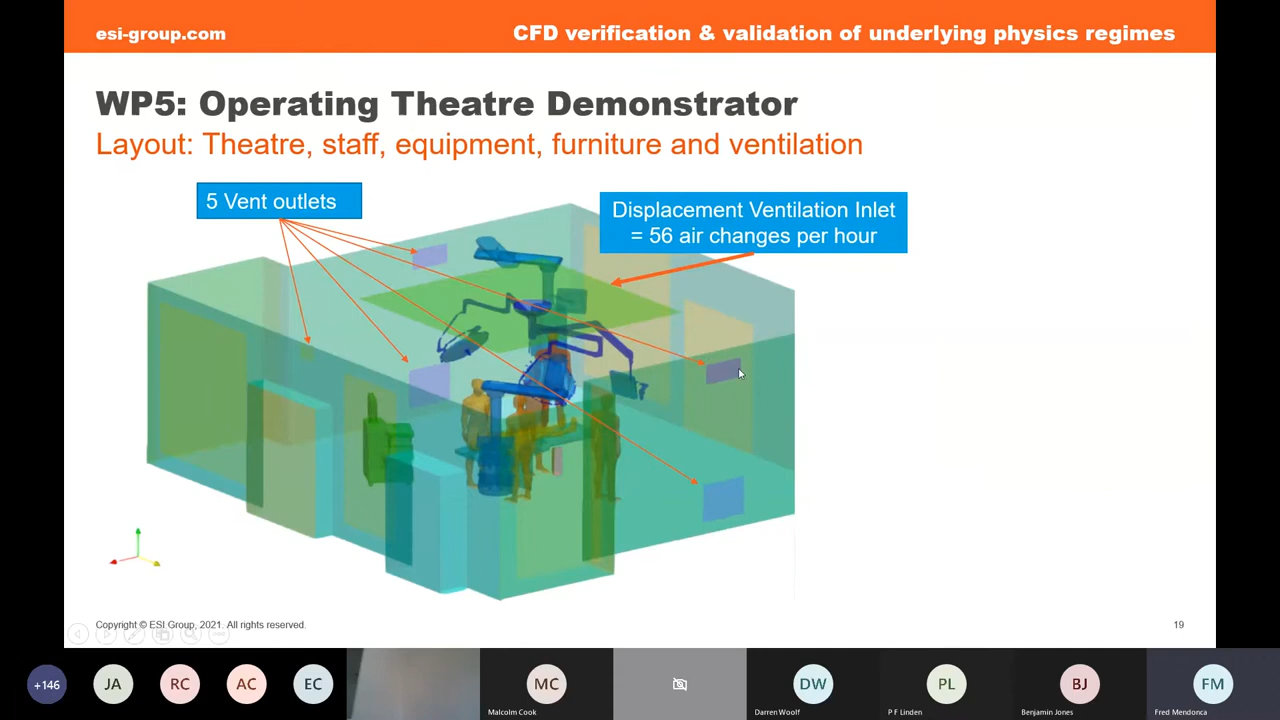 esi-group.com
CFD verification & validation of underlying physics regimes
WP5: Operating Theatre Demonstrator
Layout: Theatre, staff, equipment, furniture and ventilation
5 Vent outlets
Displacement Ventilation Inlet
= 56 air changes per hour
Copyright © ESI Group, 2021. All rights reserved.
19
+146
JA
RC
AC
EC
MC
Malcolm Cook
DW
Darren Woolf
PL
P F Linden
BJ
Benjamin Jones
FM
Fred Mendonca